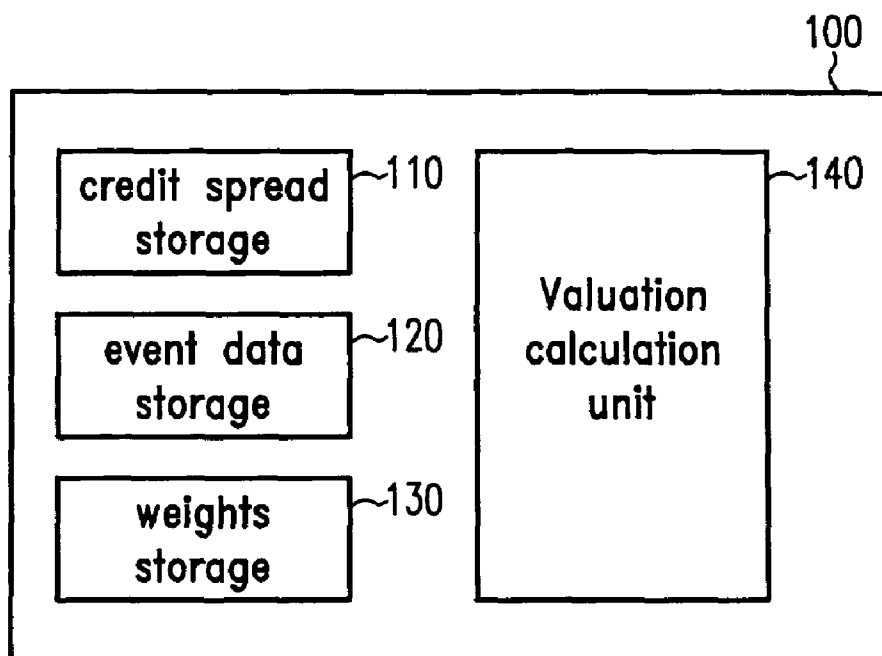 100
credit spread
storage
110
event data
storage
120
weights
storage
130
Valuation
calculation
unit
140